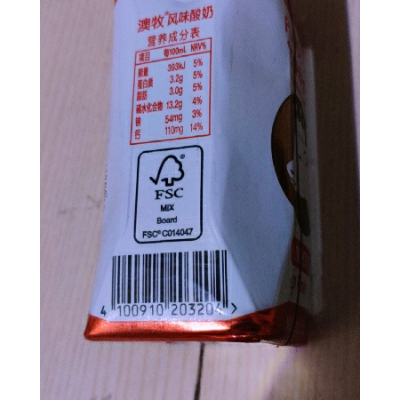 澳牧®风味酸奶
营养成分表
项目 每100mL NRV%
能量 393kJ 5%
蛋白质 3.2g 5%
脂肪 3.0g 5%
碳水化合物 13.2g 4%
钠 54mg 3%
钙 110mg 14%
FSC
MIX
Board
FSC® C014047
4 100910 203204 >